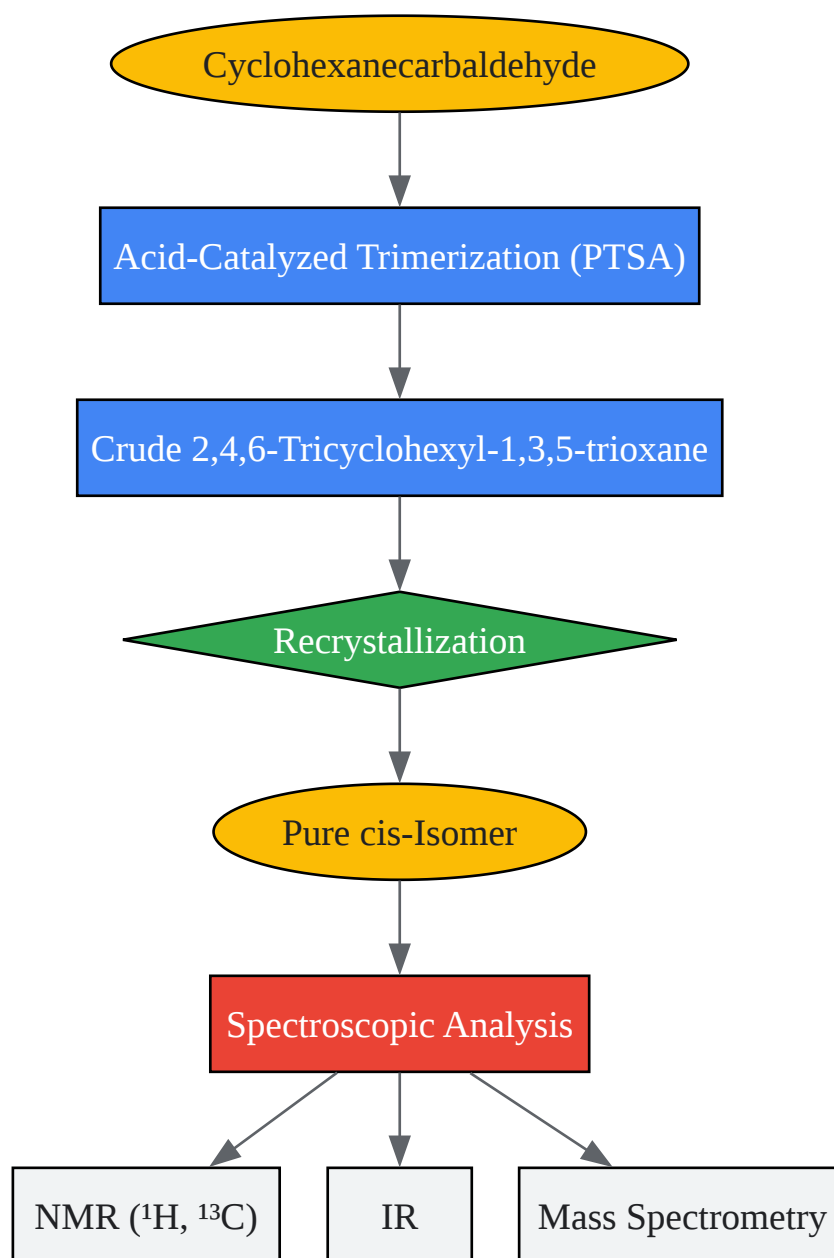 Cyclohexanecarbaldehyde
Acid-Catalyzed Trimerization (PTSA)
Crude 2,4,6-Tricyclohexyl-1,3,5-trioxane
Recrystallization
Pure cis-Isomer
Spectroscopic Analysis
NMR (¹H, ¹³C)
IR
Mass Spectrometry